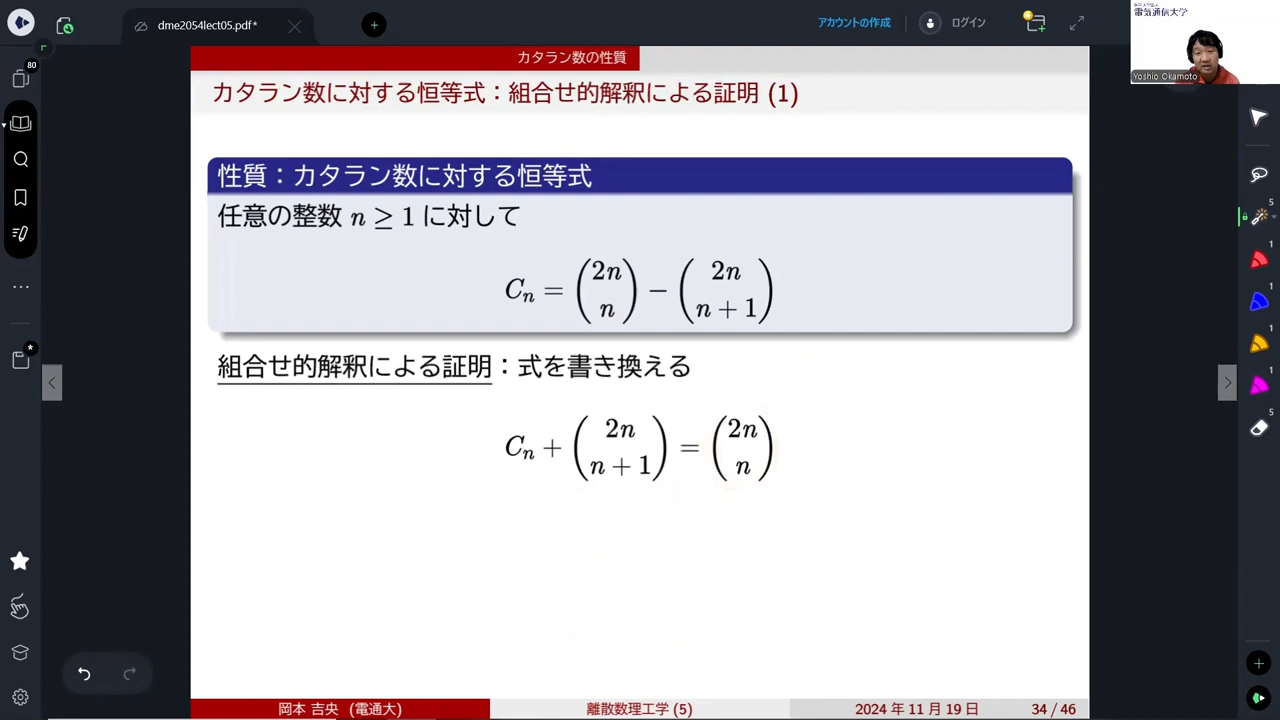 dme2054lect05.pdf*
アカウントの作成
ログイン
電気通信大学
Yoshio Okamoto
80
カタラン数の性質
カタラン数に対する恒等式：組合せ的解釈による証明 (1)
性質：カタラン数に対する恒等式
任意の整数 n ≥ 1 に対して
C_n = \binom{2n}{n} − \binom{2n}{n + 1}
組合せ的解釈による証明：式を書き換える
C_n + \binom{2n}{n + 1} = \binom{2n}{n}
5
1
1
1
1
5
岡本 吉央 (電通大)
離散数理工学 (5)
2024 年 11 月 19 日
34 / 46